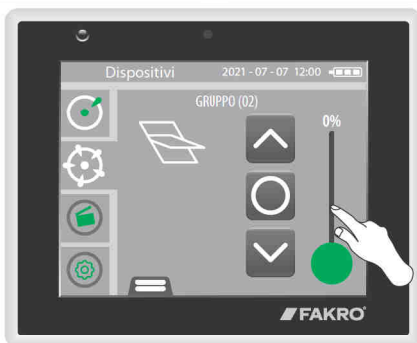 Dispositivi 2021 - 07 - 07 12:00
GRUPPO (02)
0%
FAKRO